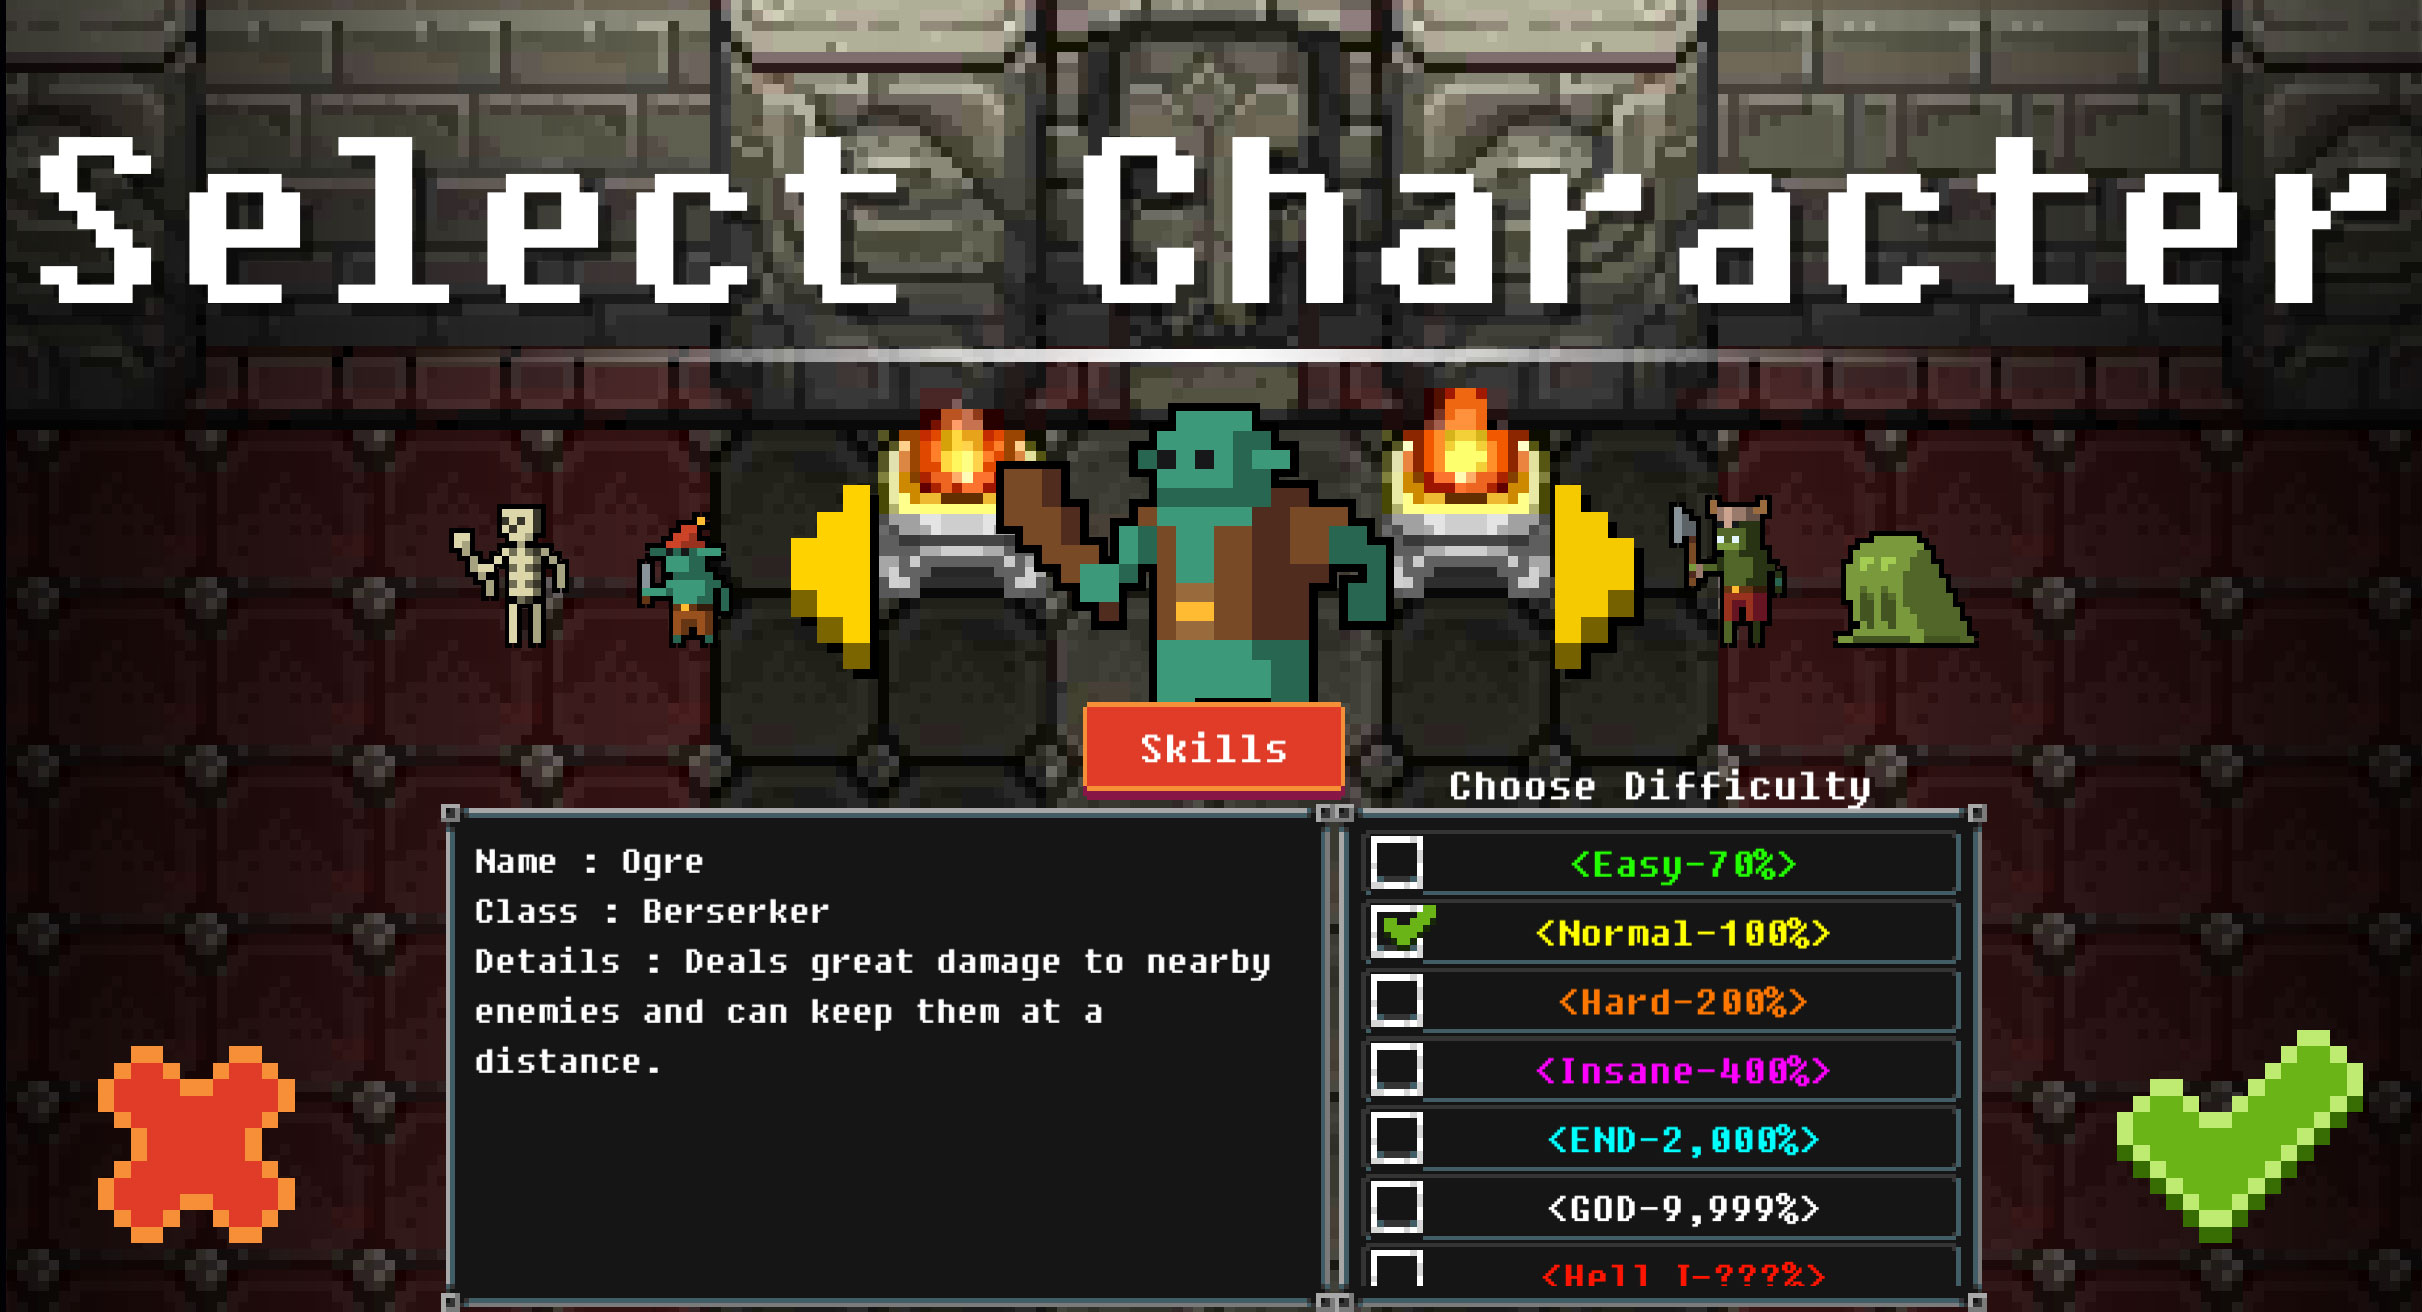 Select Character
Skills
Choose Difficulty
Name : Ogre
Class : Berserker
Details : Deals great damage to nearby
enemies and can keep them at a
distance.
<Easy-70%>
<Normal-100%>
<Hard-200%>
<Insane-400%>
<END-2,000%>
<GOD-9,999%>
<Hell I-???%>